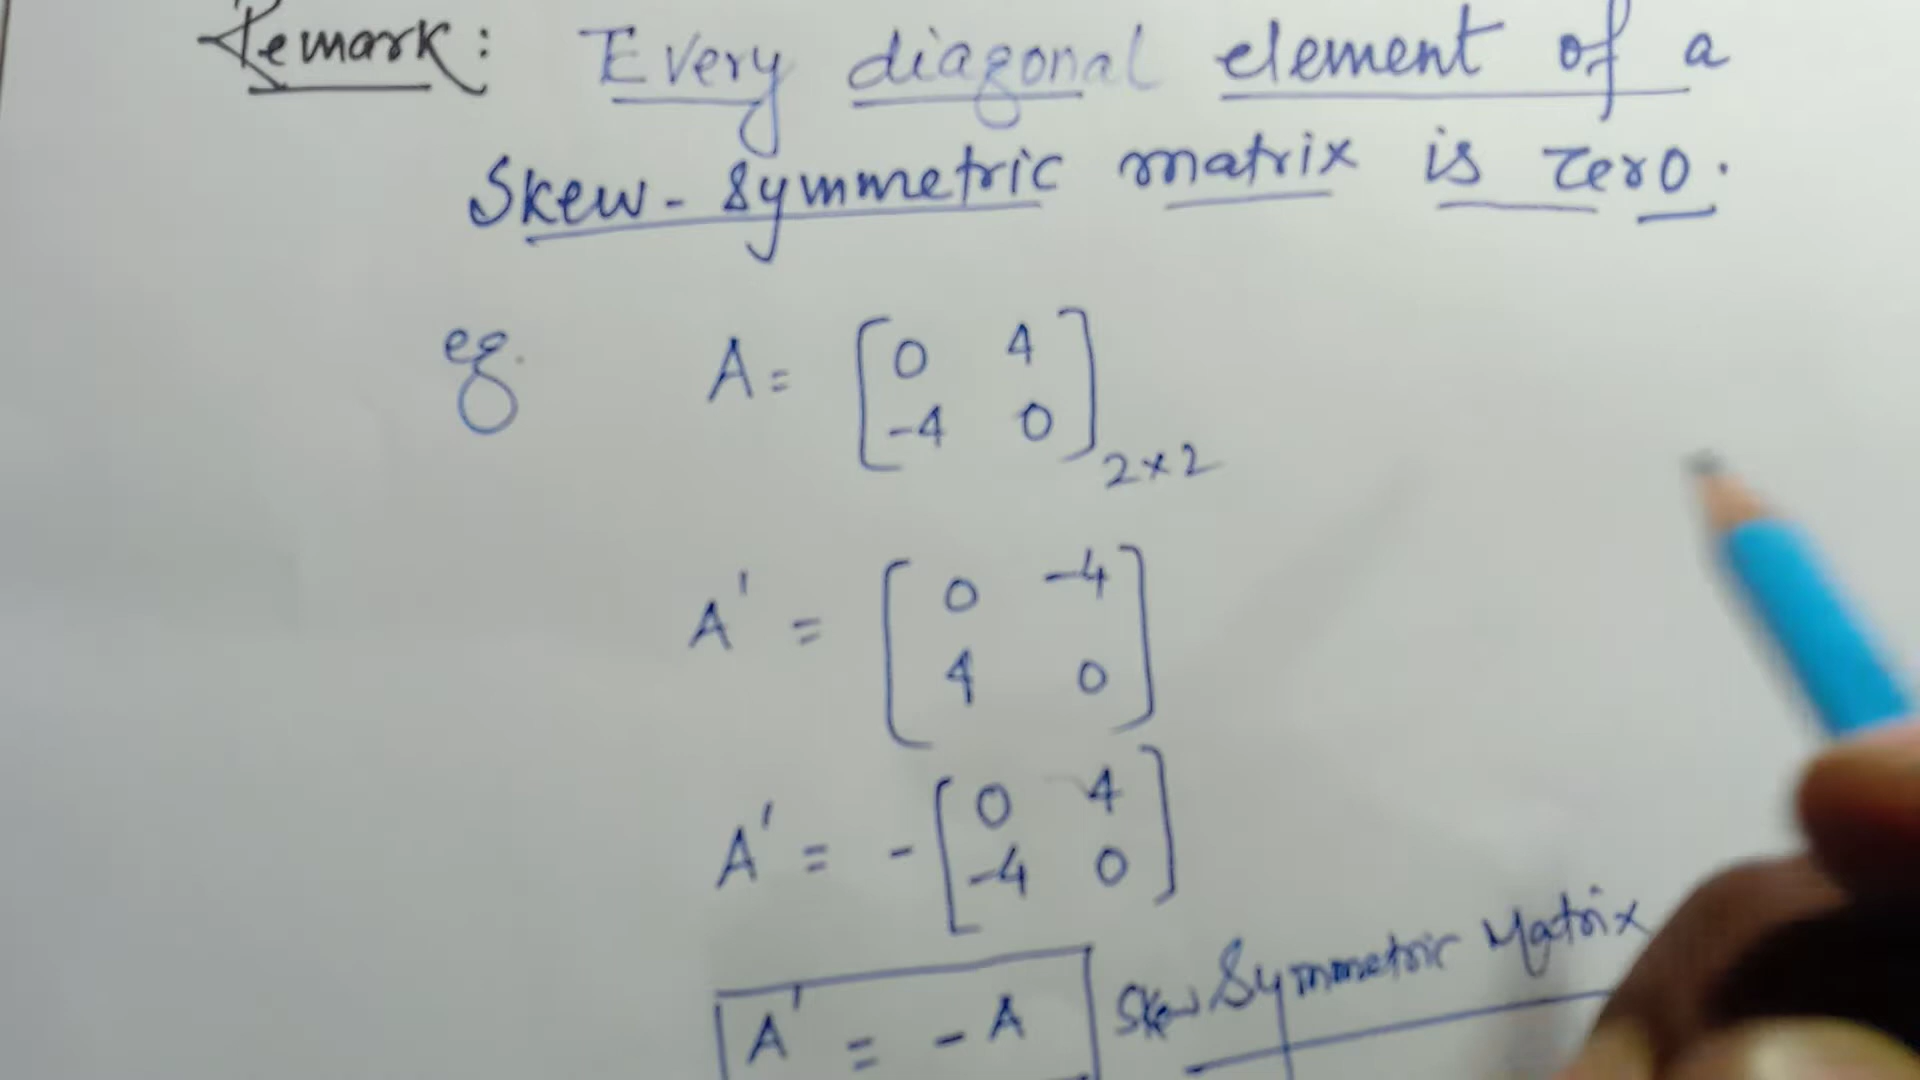 Remark: Every diagonal element of a
Skew-symmetric matrix is zero.
eg. A = [0 4
-4 0] 2×2
A' = [0 -4
4 0]
A' = -[0 4
-4 0]
A' = -A Skew Symmetric Matrix